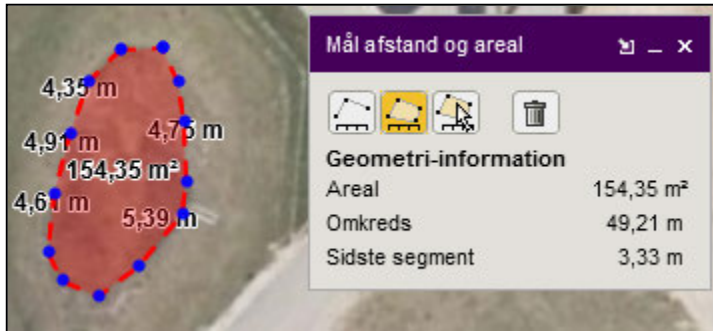 Mål afstand og areal
4,35 m
4,91 m
4,75 m
154,35 m²
4,61 m
5,39 m
Geometri-information
Areal 154,35 m²
Omkreds 49,21 m
Sidste segment 3,33 m